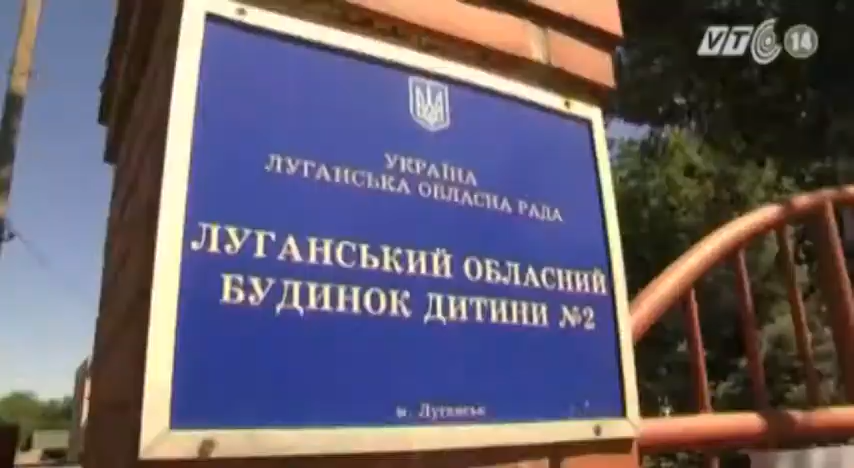 VTC 14
УКРАЇНА
ЛУГАНСЬКА ОБЛАСНА РАДА
ЛУГАНСЬКИЙ ОБЛАСНИЙ
БУДИНОК ДИТИНИ №2
м. Луганськ